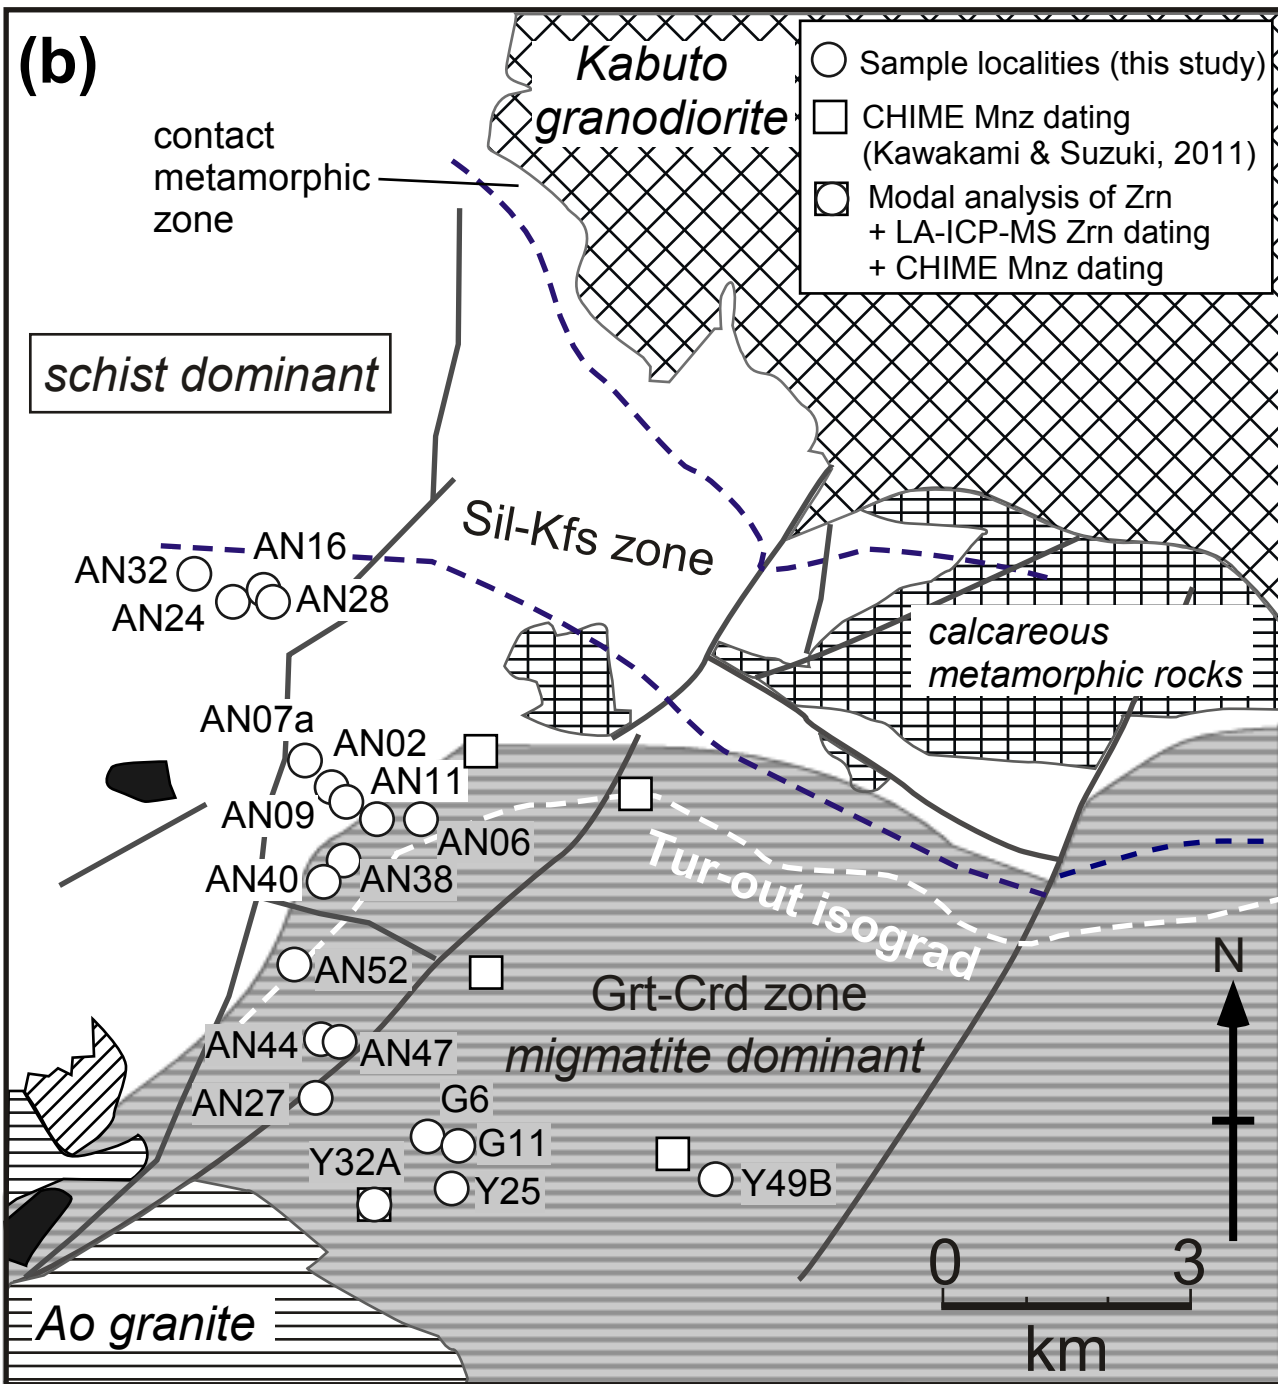 (b)
Kabuto
granodiorite
Sample localities (this study)
CHIME Mnz dating
(Kawakami & Suzuki, 2011)
Modal analysis of Zrn
+ LA-ICP-MS Zrn dating
+ CHIME Mnz dating
contact
metamorphic
zone
schist dominant
Sil-Kfs zone
AN16
AN32
AN28
AN24
calcareous
metamorphic rocks
AN07a
AN02
AN11
AN09
AN06
AN40
AN38
Tur-out isograd
AN52
Grt-Crd zone
migmatite dominant
N
AN44
AN47
AN27
G6
G11
Y32A
Y25
Y49B
0 3
km
Ao granite